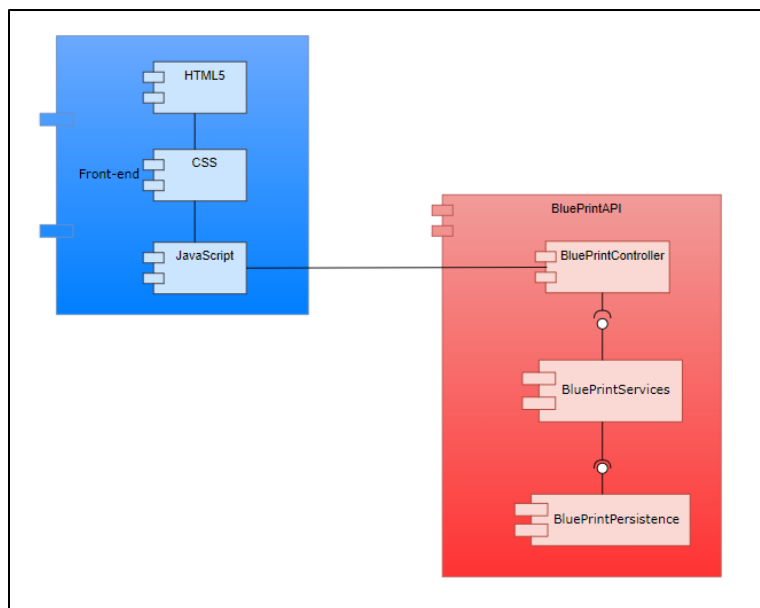 HTML5
CSS
Front-end
JavaScript
BluePrintAPI
BluePrintController
BluePrintServices
BluePrintPersistence